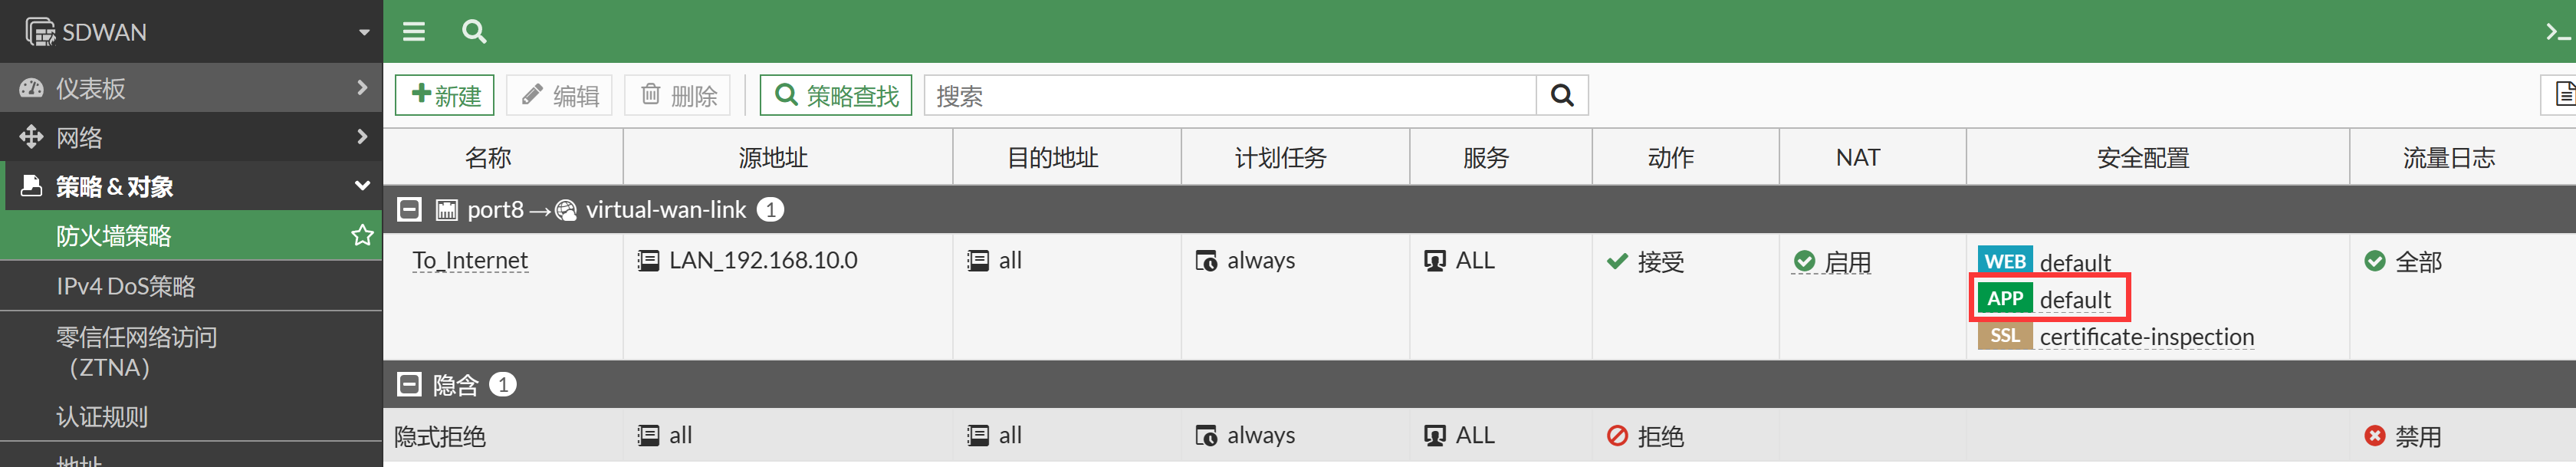 SDWAN
仪表板
网络
策略 & 对象
防火墙策略
IPv4 DoS策略
零信任网络访问
（ZTNA）
认证规则
地址
新建 编辑 删除 策略查找 搜索
名称 源地址 目的地址 计划任务 服务 动作 NAT 安全配置 流量日志
port8→ virtual-wan-link 1
To_Internet LAN_192.168.10.0 all always ALL 接受 启用 WEB default 全部
APP default
SSL certificate-inspection
隐含 1
隐式拒绝 all all always ALL 拒绝 禁用